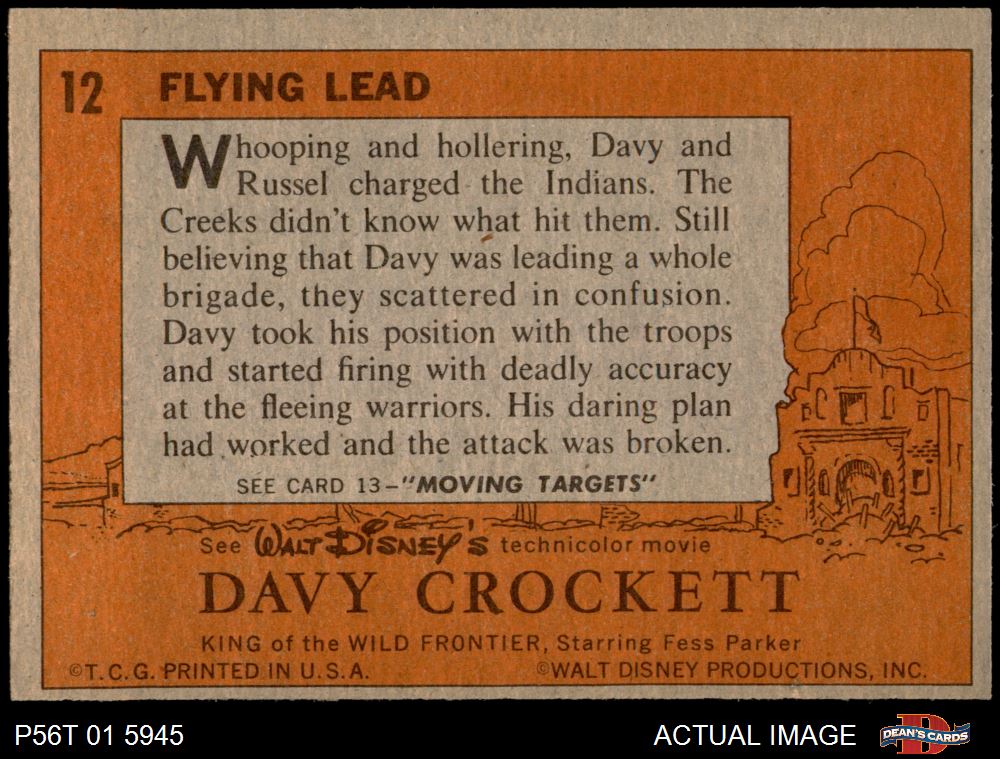 12 FLYING LEAD
Whooping and hollering, Davy and
Russel charged the Indians. The
Creeks didn't know what hit them. Still
believing that Davy was leading a whole
brigade, they scattered in confusion.
Davy took his position with the troops
and started firing with deadly accuracy
at the fleeing warriors. His daring plan
had worked and the attack was broken.
SEE CARD 13-"MOVING TARGETS"
See WALT DISNEY'S technicolor movie
DAVY CROCKETT
KING of the WILD FRONTIER, Starring Fess Parker
©T.C.G. PRINTED IN U.S.A. ©WALT DISNEY PRODUCTIONS, INC.
P56T 01 5945 ACTUAL IMAGE D DEAN'S CARDS